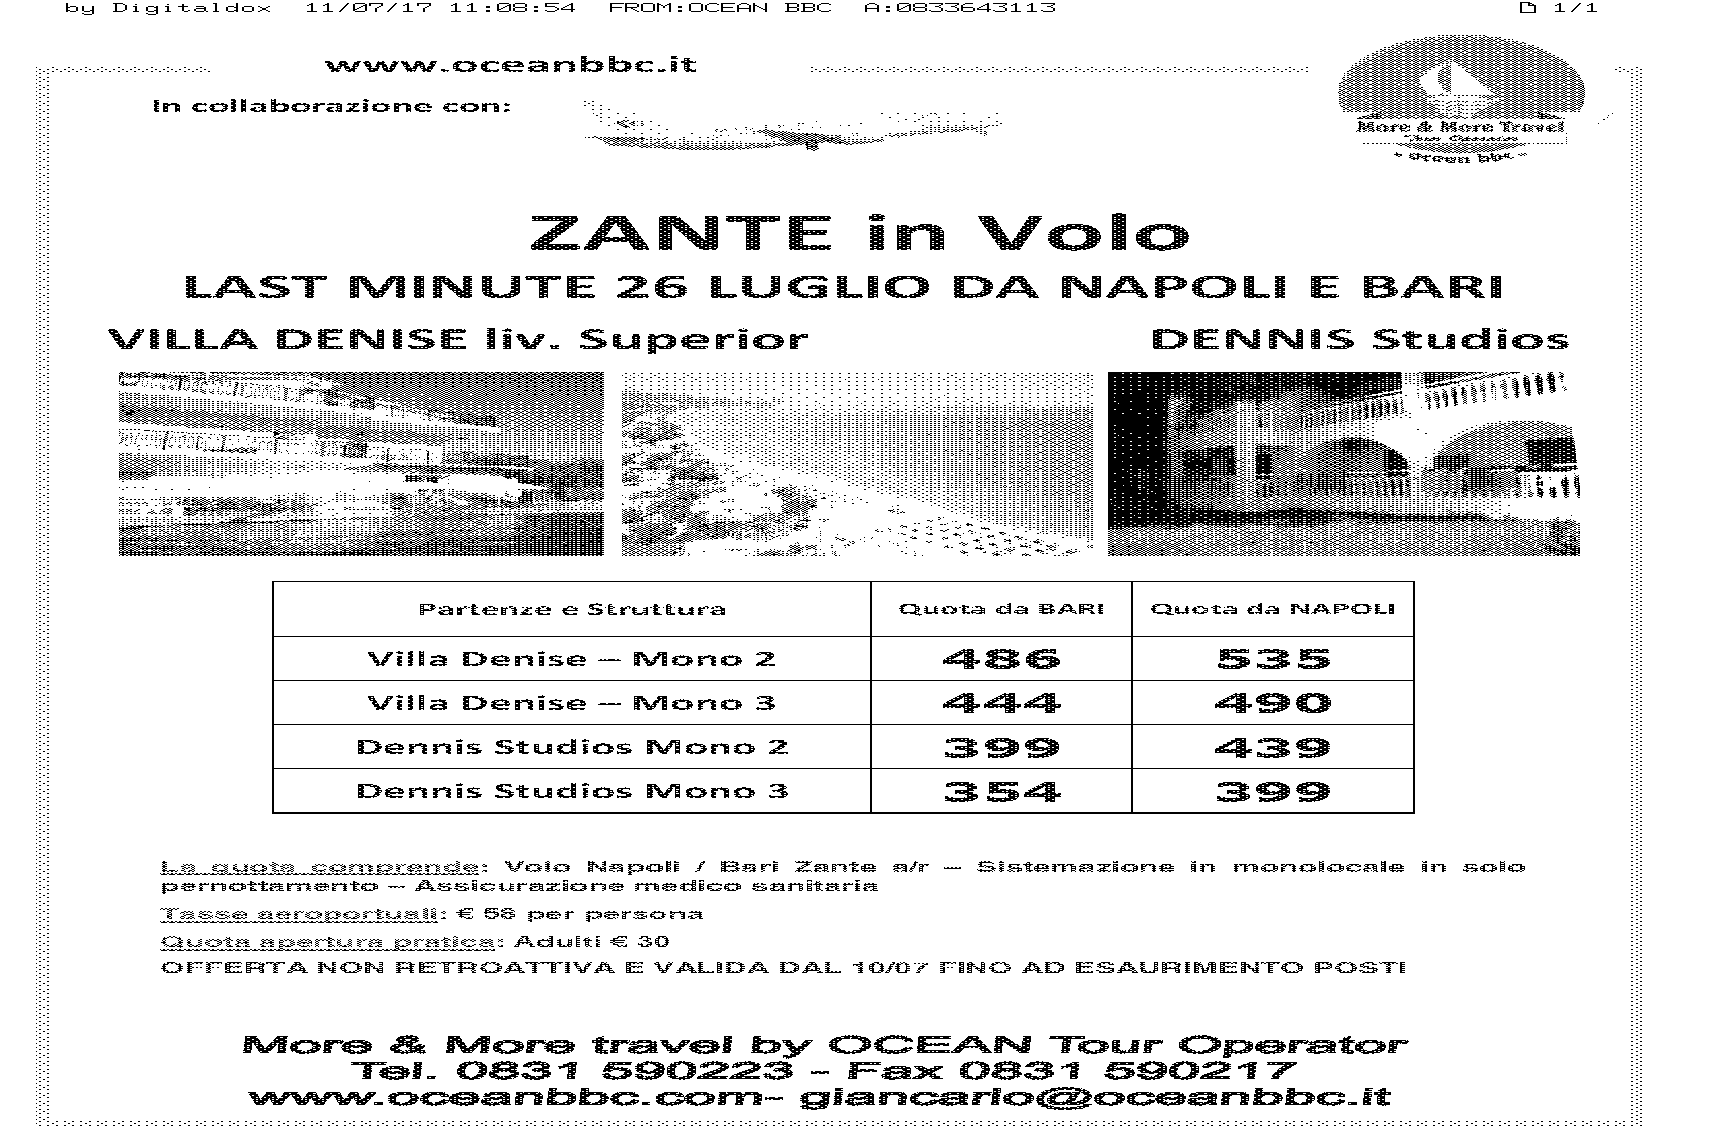 by Digitaldox 11/07/17 11:08:54 FROM:OCEAN BBC A:0833643113 1/1
www.oceanbbc.it
In collaborazione con:
More & More Travel
* Ocean bbc *
ZANTE in Volo
LAST MINUTE 26 LUGLIO DA NAPOLI E BARI
VILLA DENISE liv. Superior DENNIS Studios
Partenze e Struttura Quota da BARI Quota da NAPOLI
Villa Denise – Mono 2 486 535
Villa Denise – Mono 3 444 490
Dennis Studios Mono 2 399 439
Dennis Studios Mono 3 354 399
La quota comprende: Volo Napoli / Bari Zante a/r – Sistemazione in monolocale in solo
pernottamento – Assicurazione medico sanitaria
Tasse aeroportuali: € 58 per persona
Quota apertura pratica: Adulti € 30
OFFERTA NON RETROATTIVA E VALIDA DAL 10/07 FINO AD ESAURIMENTO POSTI
More & More travel by OCEAN Tour Operator
Tel. 0831 590223 - Fax 0831 590217
www.oceanbbc.com- giancarlo@oceanbbc.it